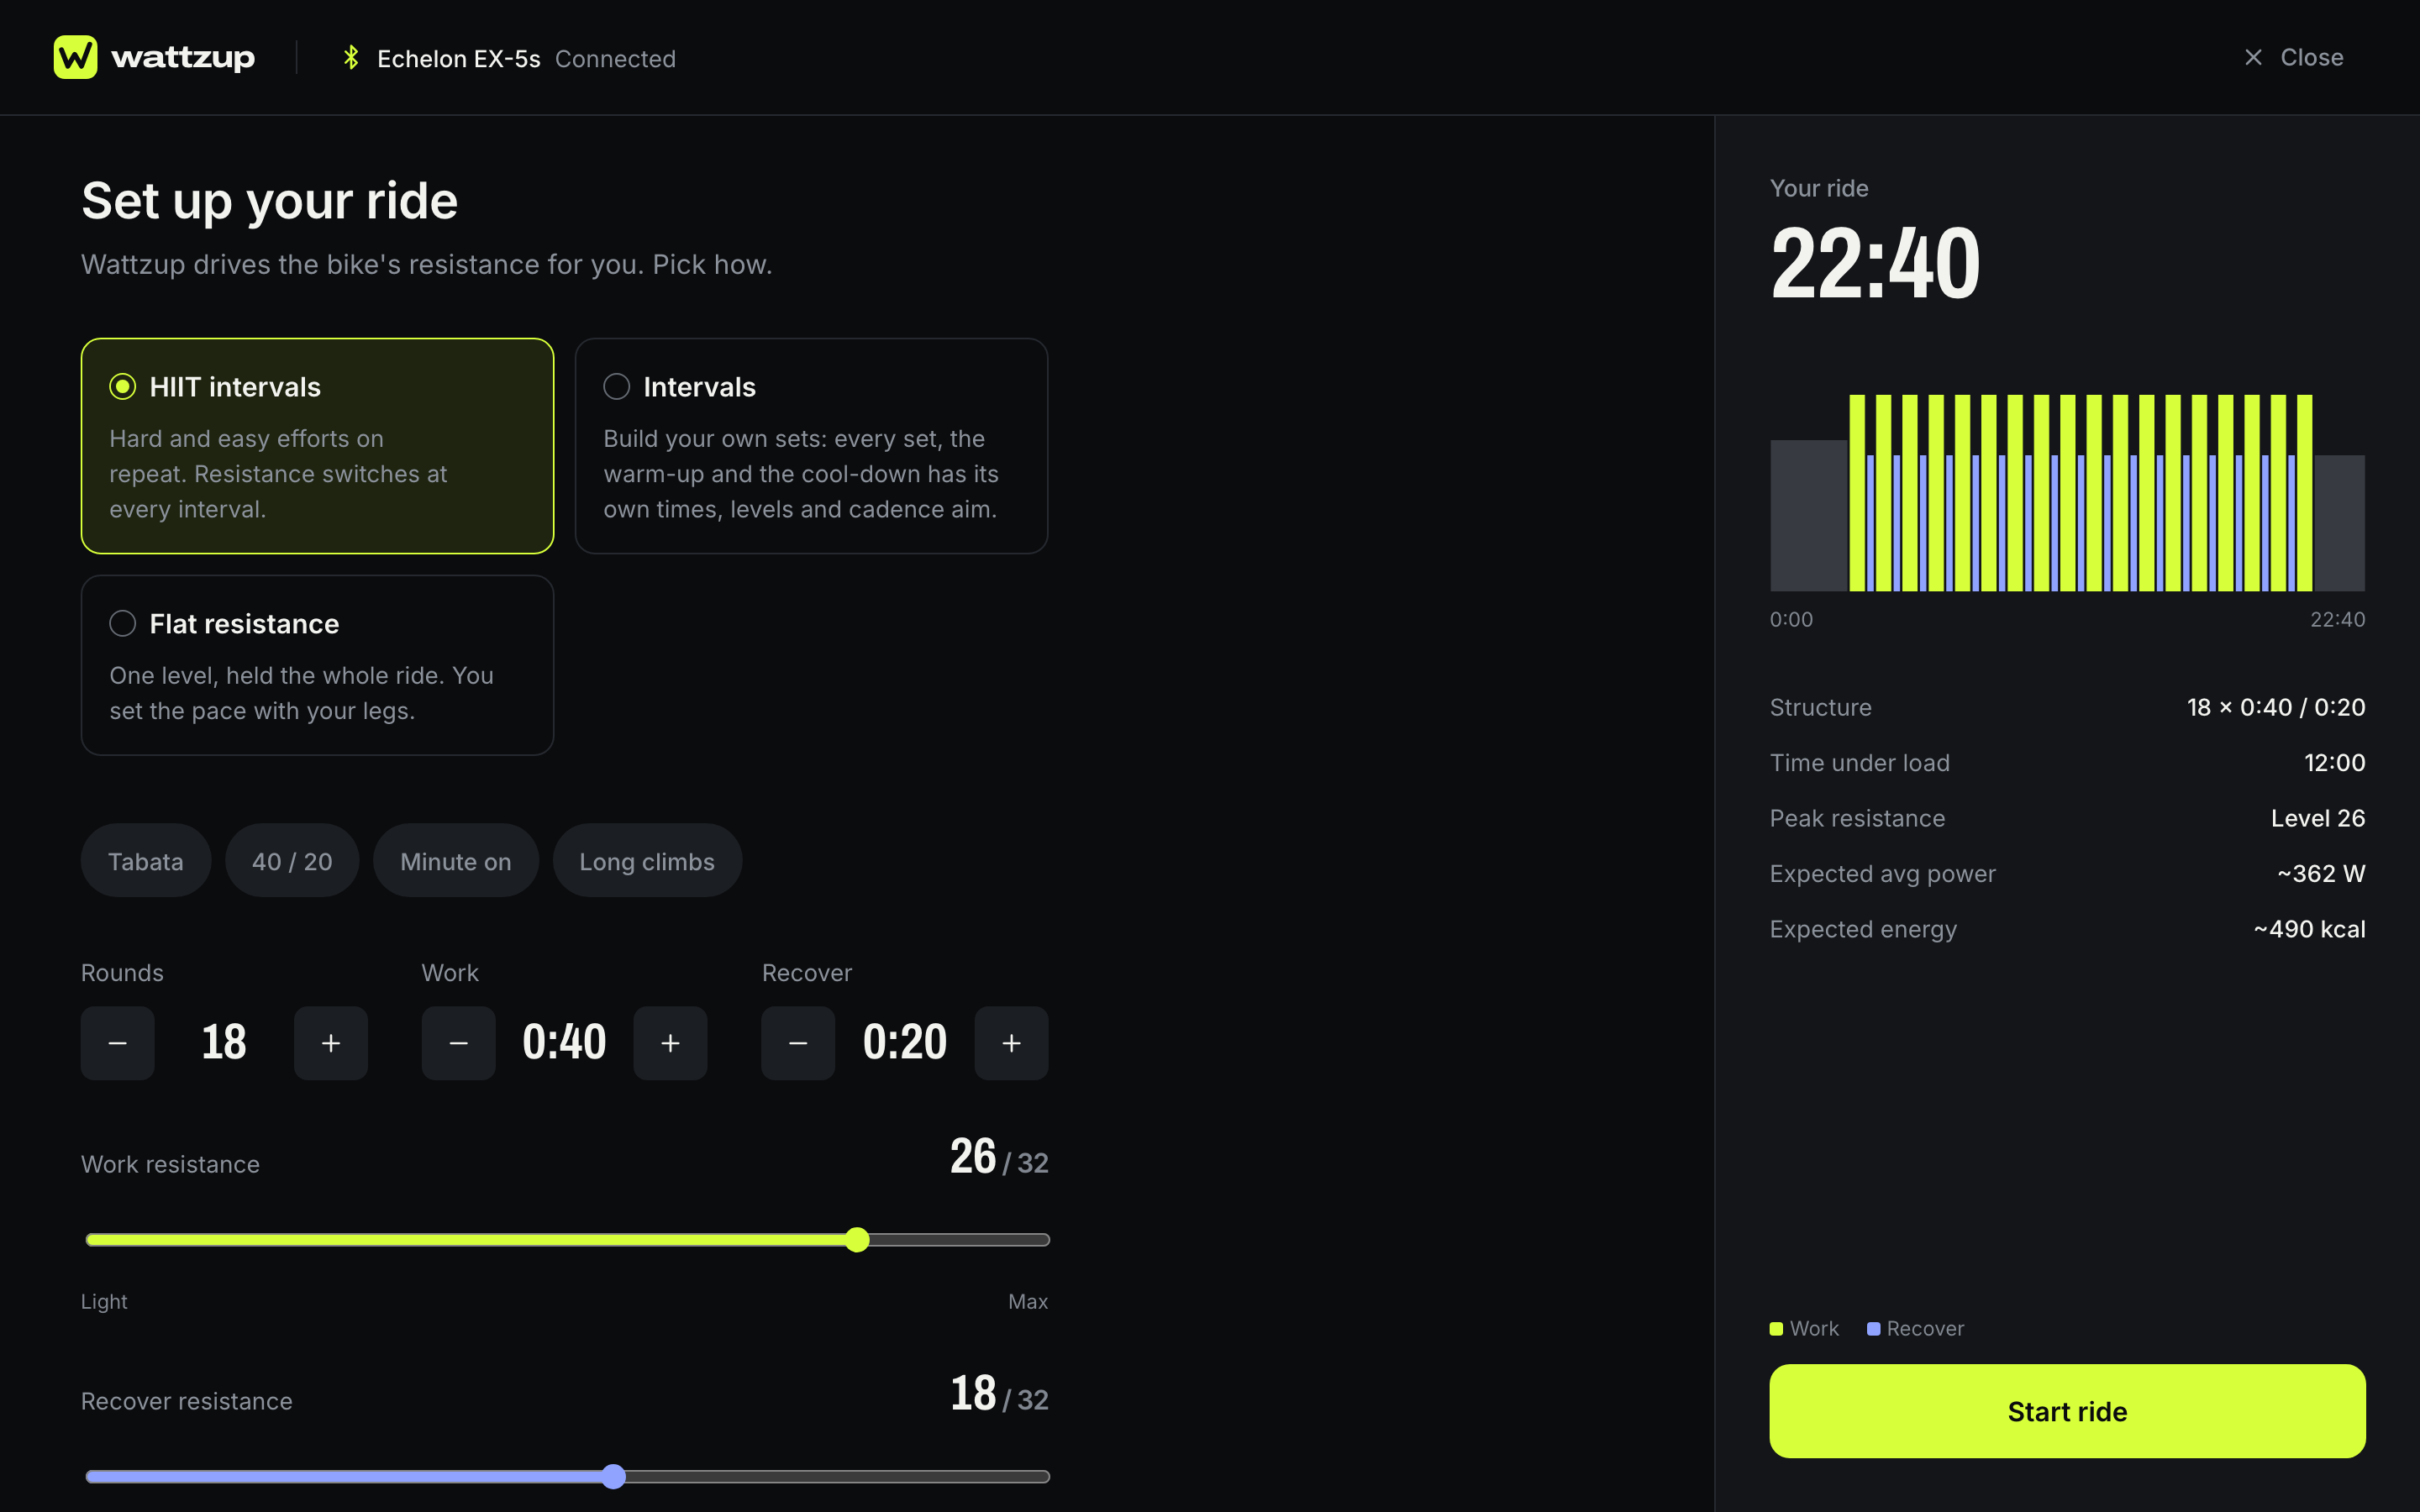 wattzup
Echelon EX-5s Connected
Close
Set up your ride
Wattzup drives the bike's resistance for you. Pick how.
HIIT intervals
Hard and easy efforts on
repeat. Resistance switches at
every interval.
Intervals
Build your own sets: every set, the
warm-up and the cool-down has its
own times, levels and cadence aim.
Flat resistance
One level, held the whole ride. You
set the pace with your legs.
Tabata
40 / 20
Minute on
Long climbs
Rounds
− 18 +
Work
− 0:40 +
Recover
− 0:20 +
Work resistance
26 / 32
Light
Max
Recover resistance
18 / 32
Your ride
22:40
0:00
22:40
Structure 18 × 0:40 / 0:20
Time under load 12:00
Peak resistance Level 26
Expected avg power ~362 W
Expected energy ~490 kcal
Work
Recover
Start ride